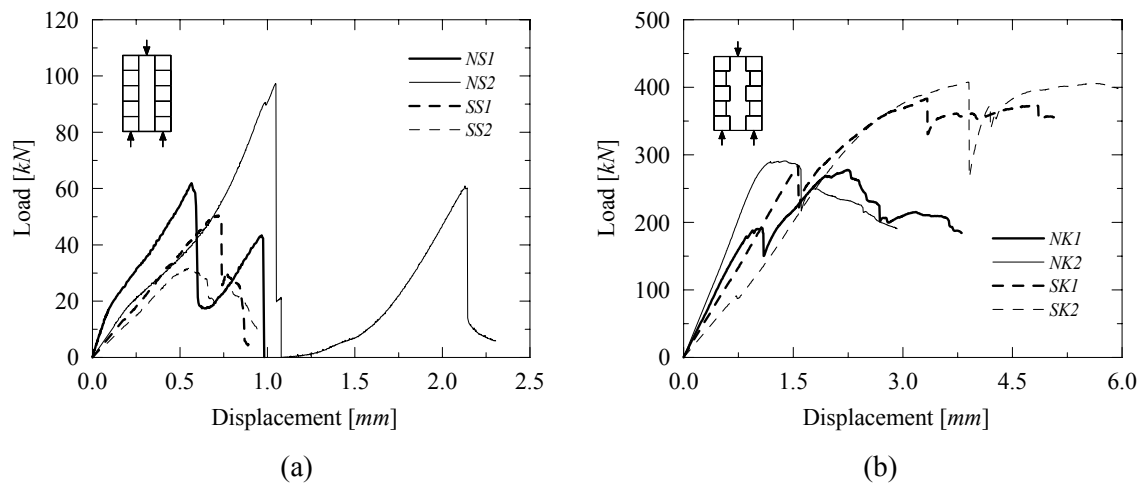 120
100
80
60
40
20
0
Load [kN]
0.0 0.5 1.0 1.5 2.0 2.5
Displacement [mm]
NS1
NS2
SS1
SS2
(a)
500
400
300
200
100
0
Load [kN]
0.0 1.5 3.0 4.5 6.0
Displacement [mm]
NK1
NK2
SK1
SK2
(b)